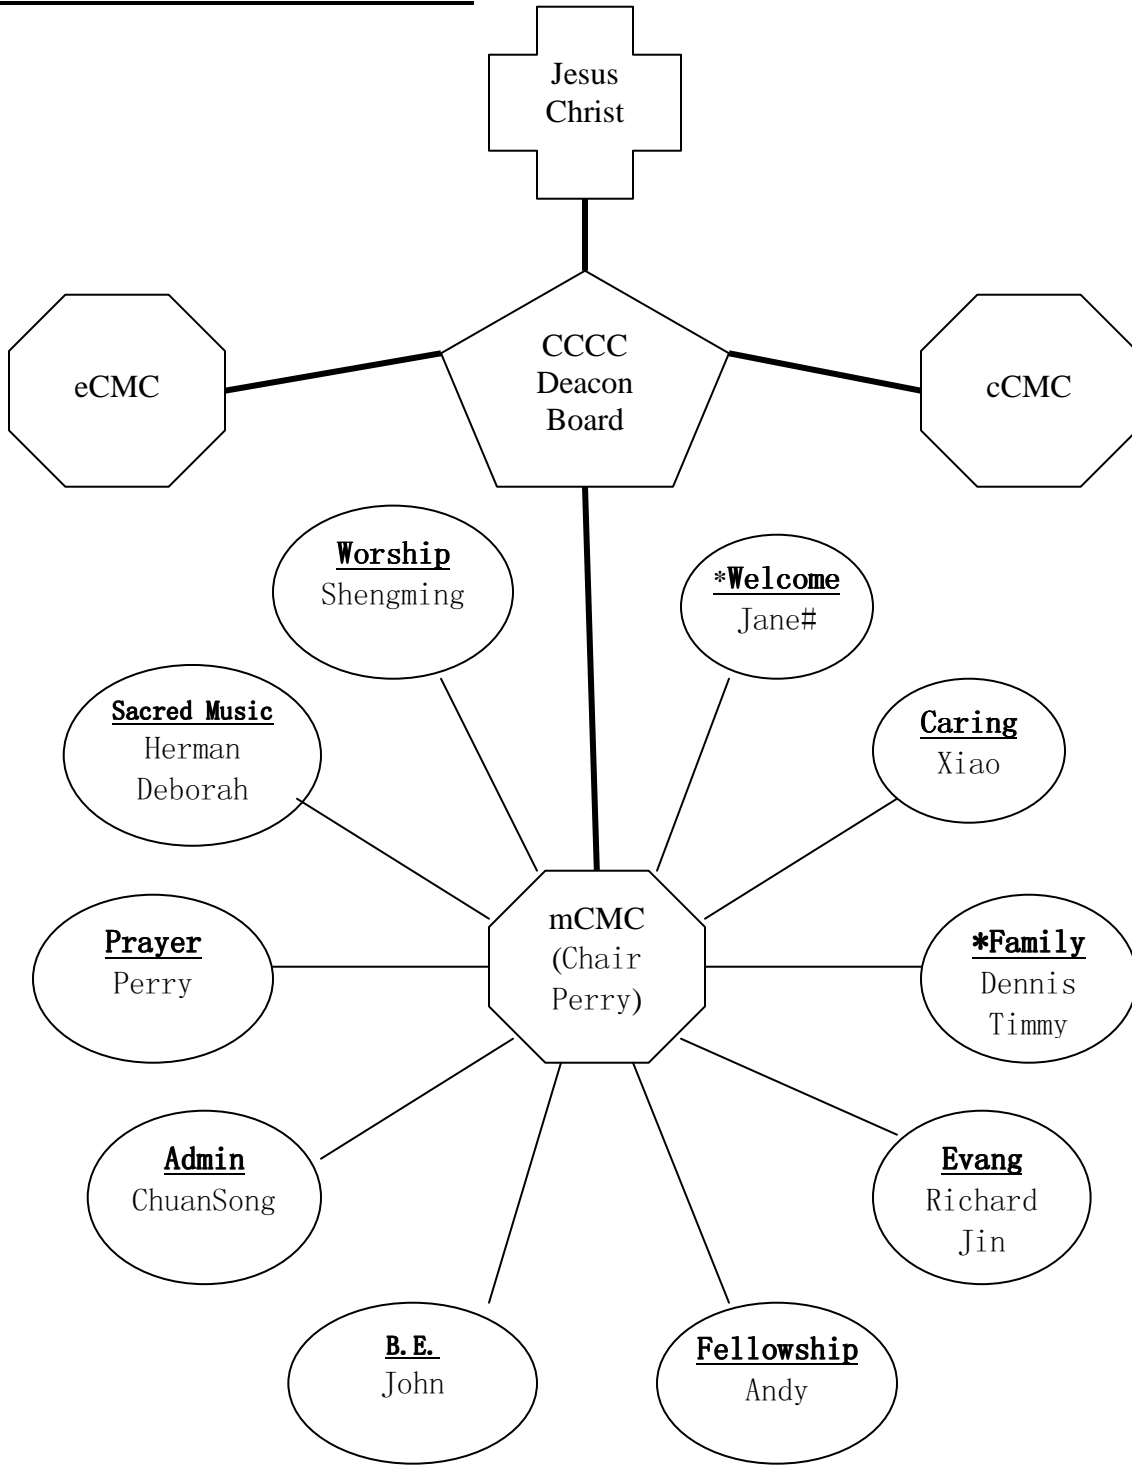 Jesus
Christ
eCMC
CCCC
Deacon
Board
cCMC
Worship
Shengming
*Welcome
Jane#
Sacred Music
Herman
Deborah
Caring
Xiao
mCMC
(Chair
Perry)
Prayer
Perry
*Family
Dennis
Timmy
Admin
ChuanSong
Evang
Richard
Jin
B.E.
John
Fellowship
Andy